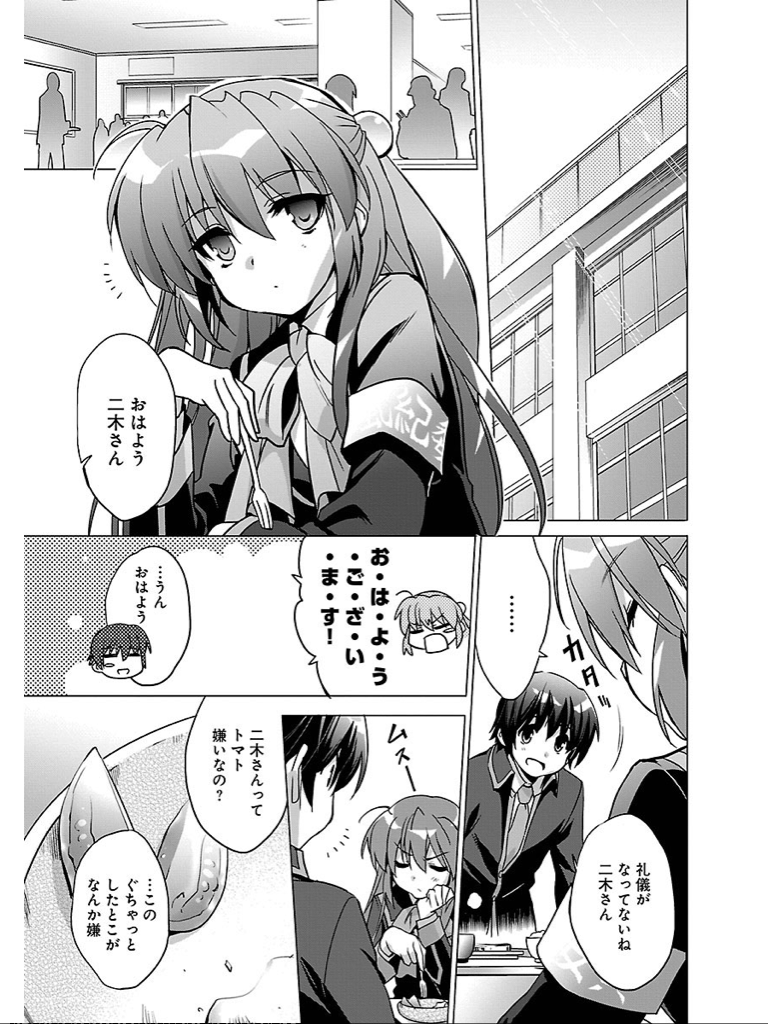 おはよう
二木さん
紀
カタッ
……
礼儀が
なってないね
二木さん
お・は・よ・う
・ご・ざ・い
・ま・す！
…うん
おはよう
ムスー
二木さんって
トマト
嫌いなの？
…この
ぐちゃっと
したとこが
なんか嫌